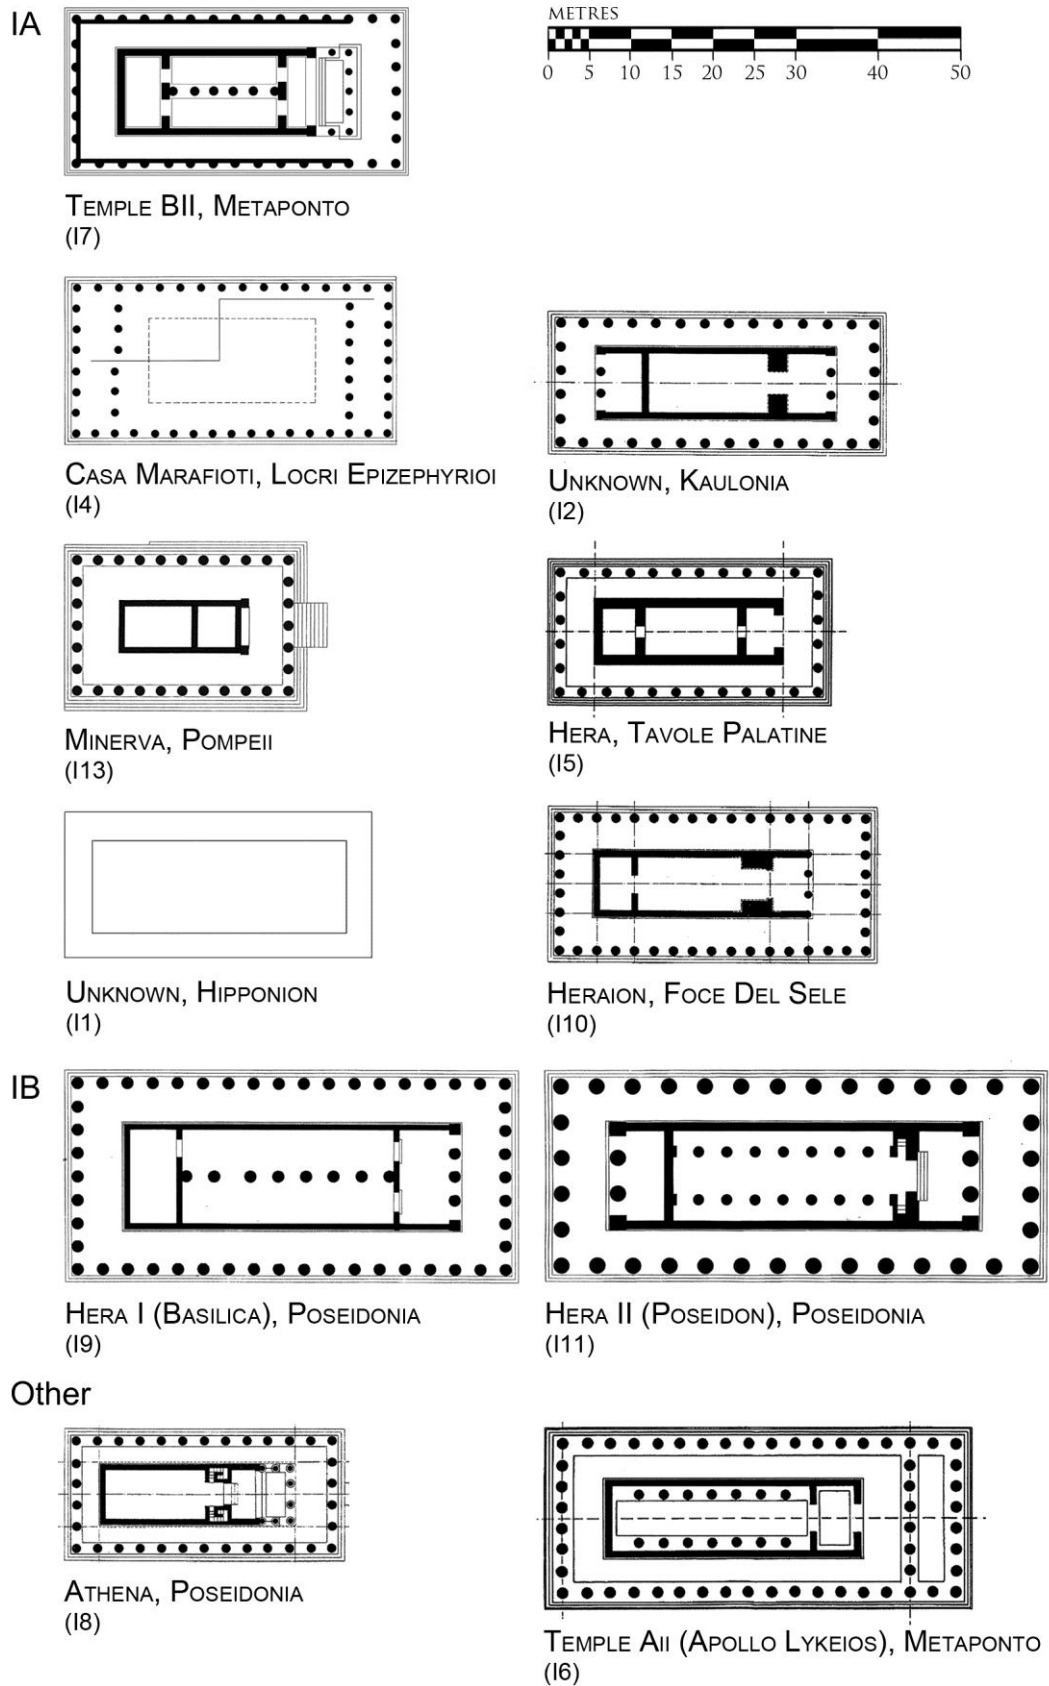 IA
METRES
0 5 10 15 20 25 30 40 50
Temple BII, Metaponto
(I7)
Casa Marafioti, Locri Epizephyrioi
(I4)
Unknown, Kaulonia
(I2)
Minerva, Pompeii
(I13)
Hera, Tavole Palatine
(I5)
Unknown, Hipponion
(I1)
Heraion, Foce Del Sele
(I10)
IB
Hera I (Basilica), Poseidonia
(I9)
Hera II (Poseidon), Poseidonia
(I11)
Other
Athena, Poseidonia
(I8)
Temple Aii (Apollo Lykeios), Metaponto
(I6)